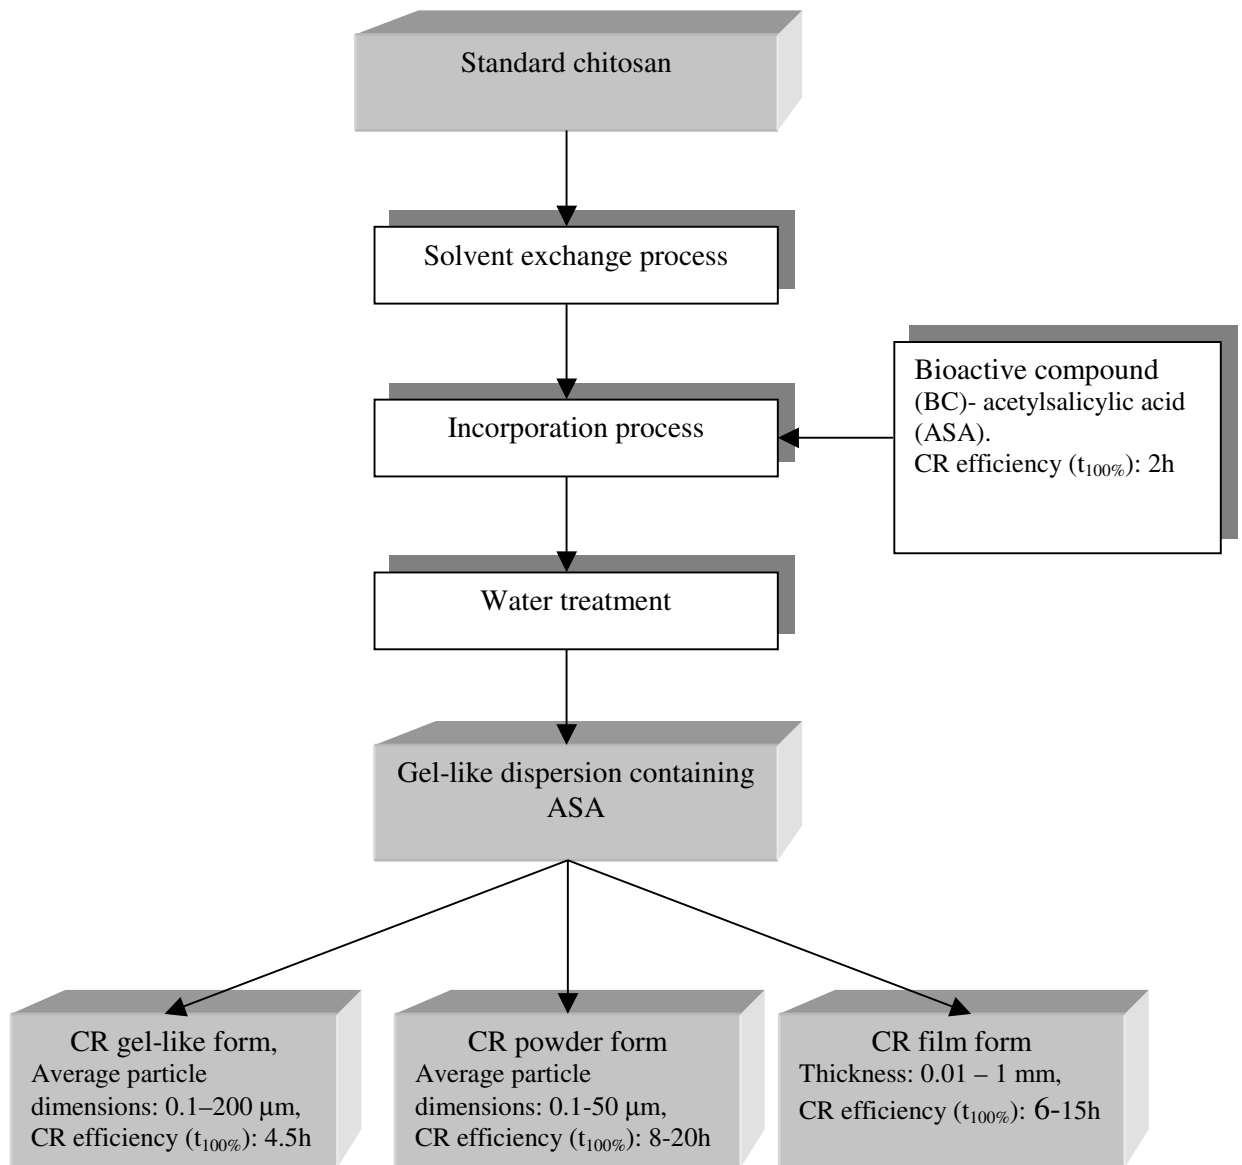 Standard chitosan
Solvent exchange process
Incorporation process
Bioactive compound
(BC)- acetylsalicylic acid
(ASA).
CR efficiency (t100%): 2h
Water treatment
Gel-like dispersion containing
ASA
CR gel-like form,
Average particle
dimensions: 0.1–200 μm,
CR efficiency (t100%): 4.5h
CR powder form
Average particle
dimensions: 0.1-50 μm,
CR efficiency (t100%): 8-20h
CR film form
Thickness: 0.01 – 1 mm,
CR efficiency (t100%): 6-15h